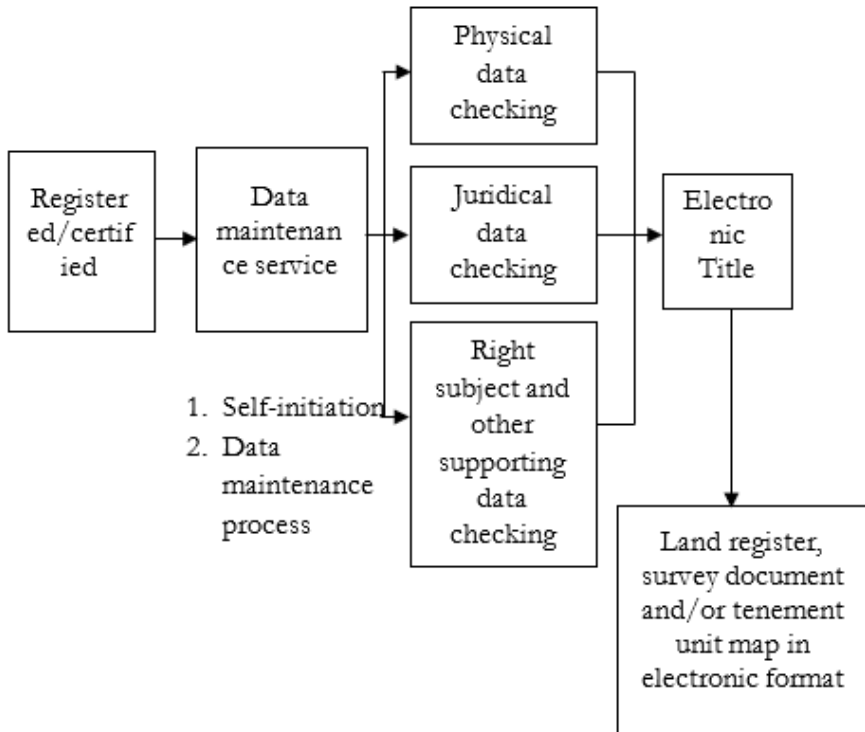 Register
ed/certif
ied
Data
maintenan
ce service
1. Self-initiation
2. Data
maintenance
process
Physical
data
checking
Juridical
data
checking
Right
subject and
other
supporting
data
checking
Electro
nic
Title
Land register,
survey document
and/or tenement
unit map in
electronic format